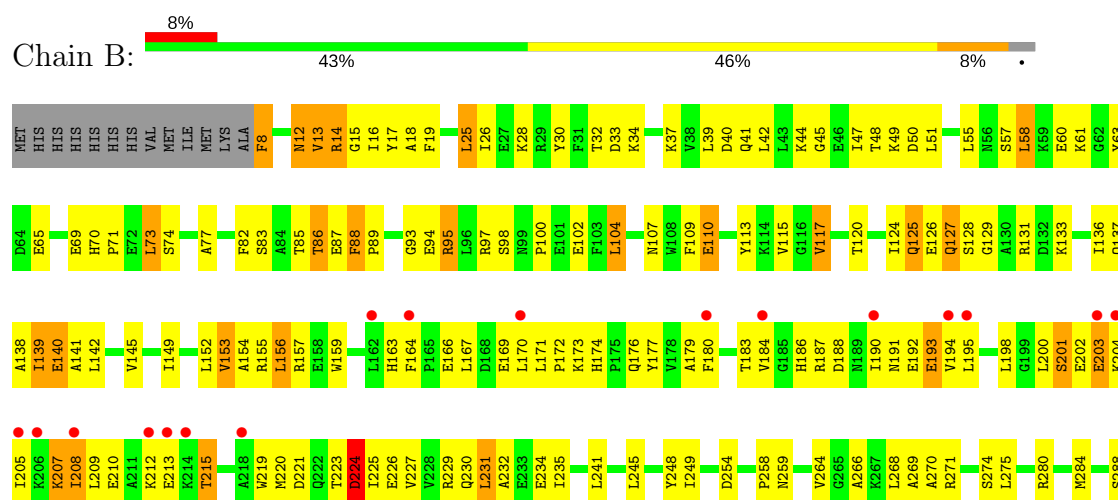 8%
Chain B:
43% 46% 8% •
MET HIS HIS HIS HIS HIS HIS VAL MET ILE MET LYS ALA F8 N12 V13 R14 G15 I16 Y17 A18 F19 L25 I26 E27 K28 R29 Y30 F31 T32 D33 K34 K37 V38 L39 D40 Q41 L42 L43 K44 G45 E46 I47 T48 K49 D50 L51 L55 N56 S57 L58 K59 E60 K61 G62
D64 E65 E69 H70 P71 E72 L73 S74 A77 F82 S83 A84 T85 T86 E87 F88 P89 G93 E94 R95 L96 R97 S98 N99 P100 E101 E102 F103 L104 N107 W108 F109 E110 Y113 K114 V115 G116 V117 T120 I124 Q125 E126 Q127 S128 G129 A130 R131 D132 K133 I136
A138 I139 E140 A141 L142 V145 I149 L152 V153 A154 R155 L156 R157 E158 W159 L162 H163 F164 P165 E166 L167 D168 E169 L170 L171 P172 K173 H174 P175 Q176 Y177 V178 A179 F180 T183 V184 G185 H186 R187 D188 N189 I190 N191 E192 E193 V194 L195 L198 G199 L200 S201 E202 E203 K204
I205 K206 K207 I208 L209 E210 A211 K212 E213 K214 T215 A218 W219 M220 D221 Q222 T223 D224 I225 E226 V227 V228 R229 Q230 L231 A232 E233 E234 I235 L241 L245 Y248 I249 D254 P258 N259 V264 G265 A266 K267 L268 A269 A270 R271 S274 L275 R280 M284